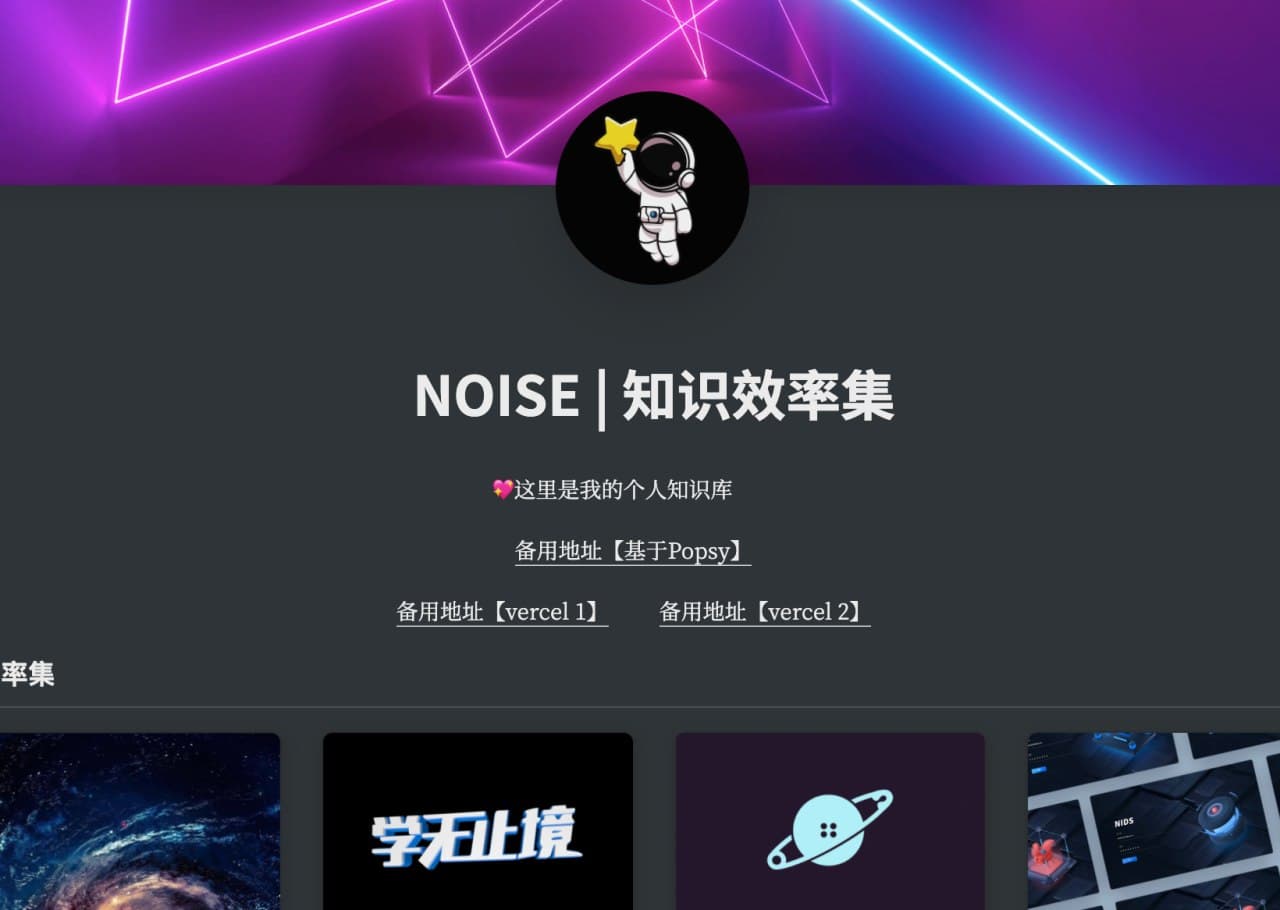 NOISE | 知识效率集
💖这里是我的个人知识库
备用地址【基于Popsy】
备用地址【vercel 1】 备用地址【vercel 2】
率集
学无止境
NIDS